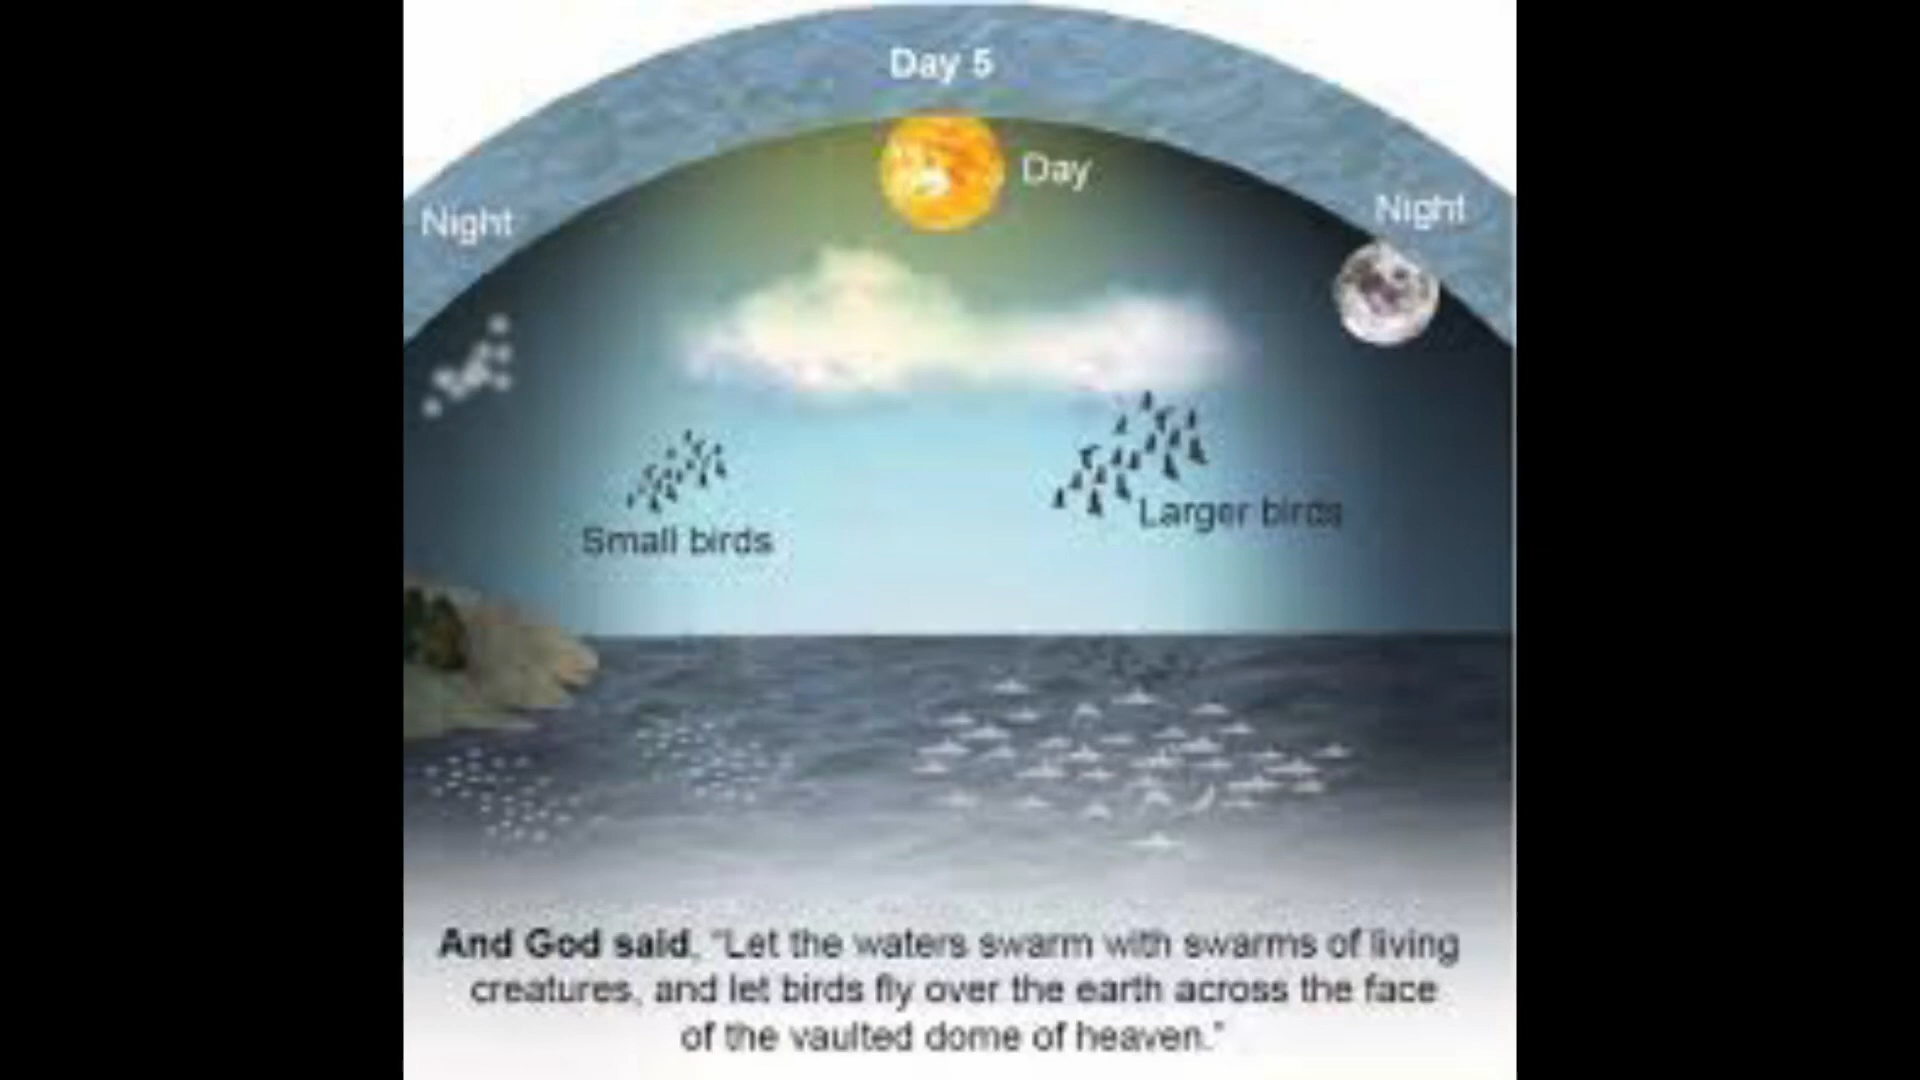 Day 5
Day
Night
Night
Small birds
Larger birds
And God said, "Let the waters swarm with swarms of living
creatures, and let birds fly over the earth across the face
of the vaulted dome of heaven."